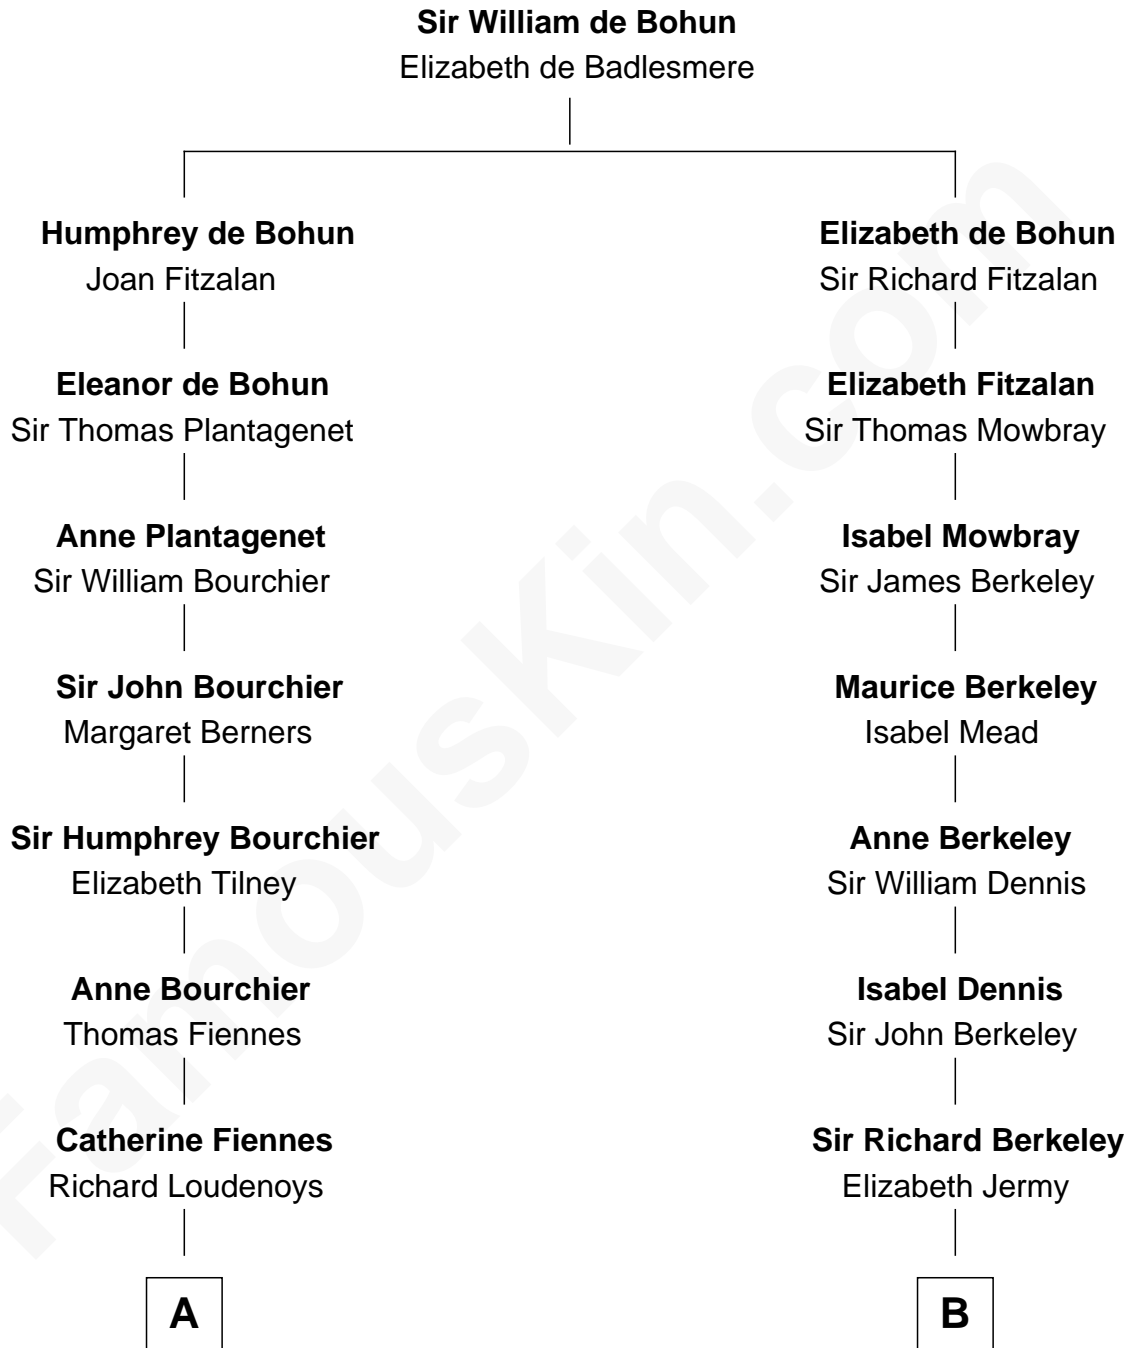 Sir William de Bohun
Elizabeth de Badlesmere
Humphrey de Bohun
Joan Fitzalan
Elizabeth de Bohun
Sir Richard Fitzalan
Eleanor de Bohun
Sir Thomas Plantagenet
Elizabeth Fitzalan
Sir Thomas Mowbray
Anne Plantagenet
Sir William Bourchier
Isabel Mowbray
Sir James Berkeley
Sir John Bourchier
Margaret Berners
Maurice Berkeley
Isabel Mead
Sir Humphrey Bourchier
Elizabeth Tilney
Anne Berkeley
Sir William Dennis
Anne Bourchier
Thomas Fiennes
Isabel Dennis
Sir John Berkeley
Catherine Fiennes
Richard Loudenoys
Sir Richard Berkeley
Elizabeth Jermy
A
B
FamousKin.com